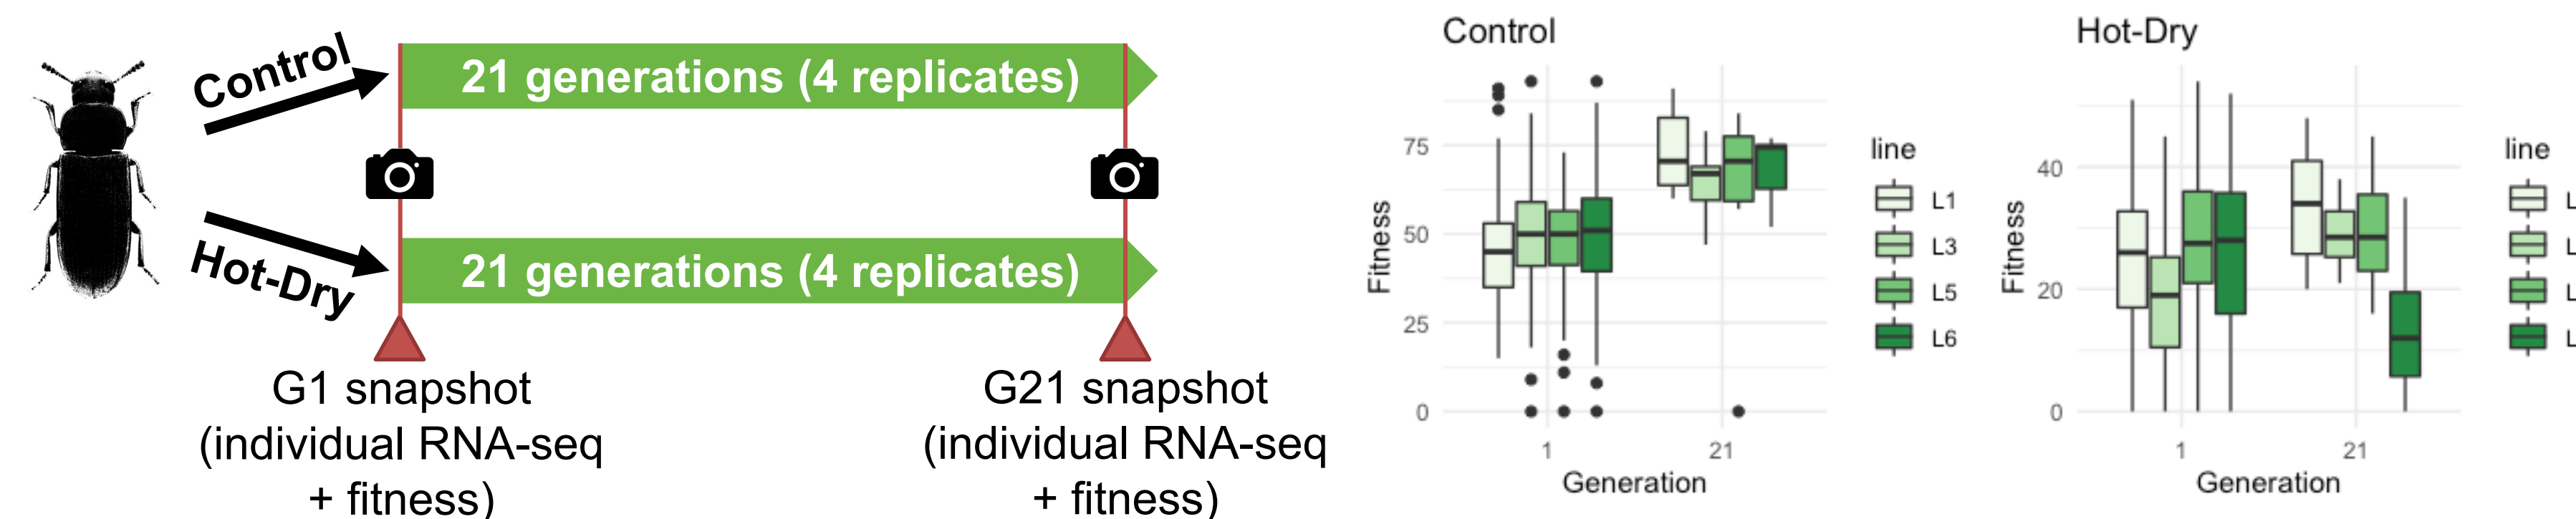 Control
21 generations (4 replicates)
Hot-Dry
21 generations (4 replicates)
G1 snapshot
(individual RNA-seq
+ fitness)
G21 snapshot
(individual RNA-seq
+ fitness)
Control
Fitness
75
50
25
0
1
21
Generation
line
L1
L3
L5
L6
Hot-Dry
Fitness
40
20
0
1
21
Generation
line
L
L
L
L